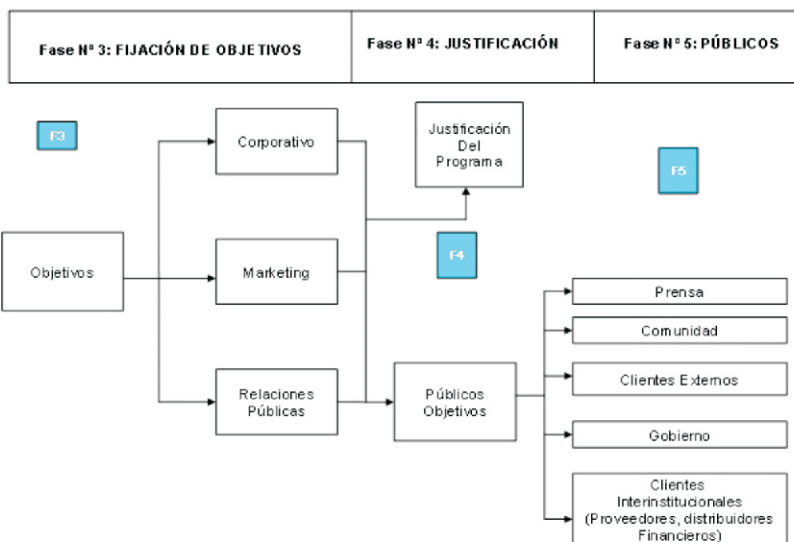 Fase Nº 3: FIJACIÓN DE OBJETIVOS
Fase Nº 4: JUSTIFICACIÓN
Fase Nº 5: PÚBLICOS
F3
Corporativo
Justificación
Del
Programa
F5
Objetivos
Marketing
F4
Prensa
Comunidad
Relaciones
Públicas
Públicos
Objetivos
Clientes Externos
Gobierno
Clientes
Interinstitucionales
(Proveedores, distribuidores
Financieros)